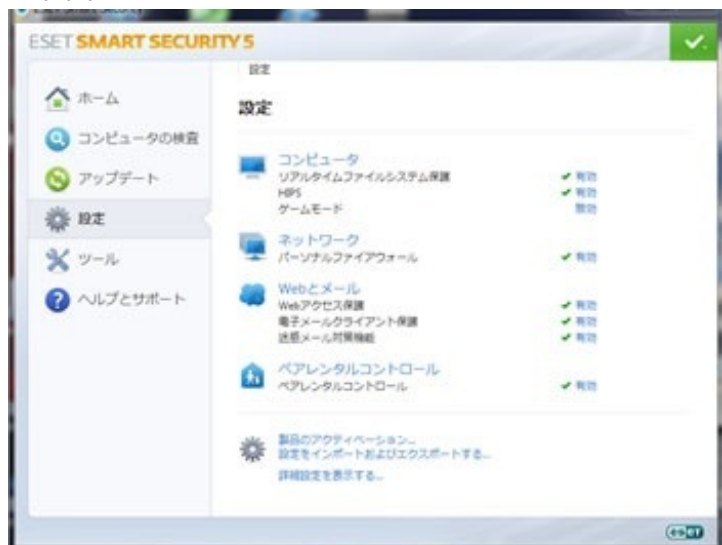 ESET SMART SECURITY 5
設定
設定
ホーム
コンピュータの検査
アップデート
設定
ツール
ヘルプとサポート
コンピュータ
リアルタイムファイルシステム保護 有効
HIPS 有効
ゲームモード 無効
ネットワーク
パーソナルファイアウォール 有効
Webとメール
Webアクセス保護 有効
電子メールクライアント保護 有効
迷惑メール対策機能 有効
ペアレンタルコントロール
ペアレンタルコントロール 有効
製品のアクティベーション...
設定をインポートおよびエクスポートする...
詳細設定を表示する...
eset